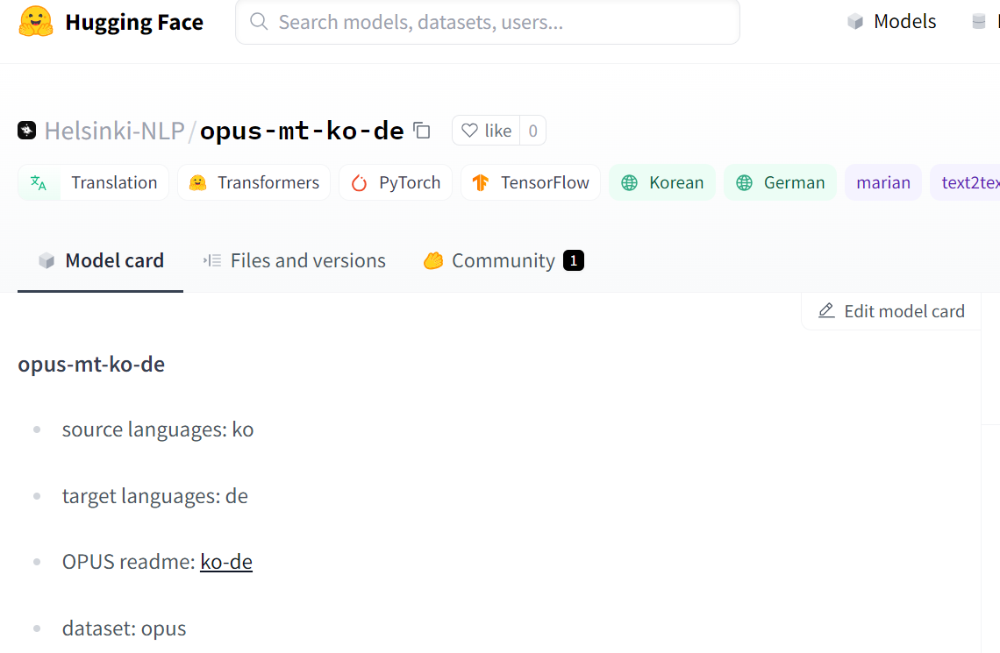 Hugging Face
Search models, datasets, users...
Models
Helsinki-NLP/opus-mt-ko-de
like 0
Translation Transformers PyTorch TensorFlow Korean German marian
Model card Files and versions Community 1
Edit model card
opus-mt-ko-de
source languages: ko
target languages: de
OPUS readme: ko-de
dataset: opus